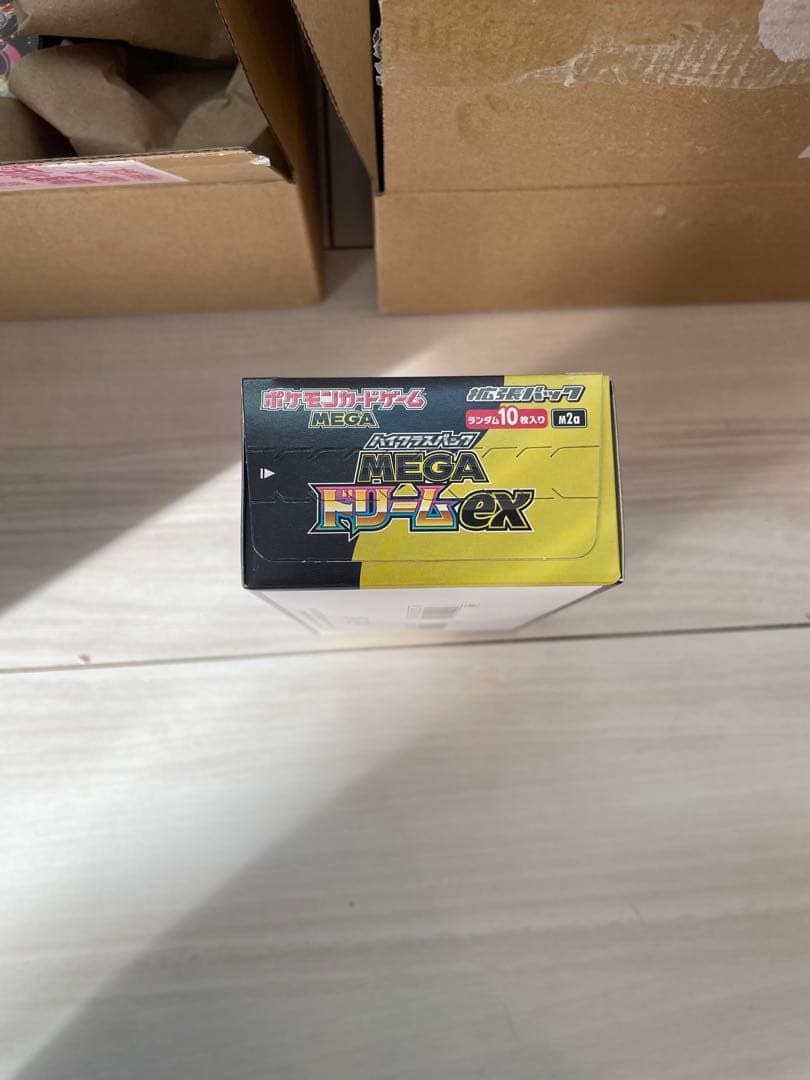 ポケモンカードゲーム
MEGA
拡張パック
ランダム10枚入り M2a
ハイクラスパック
MEGA
ドリームex